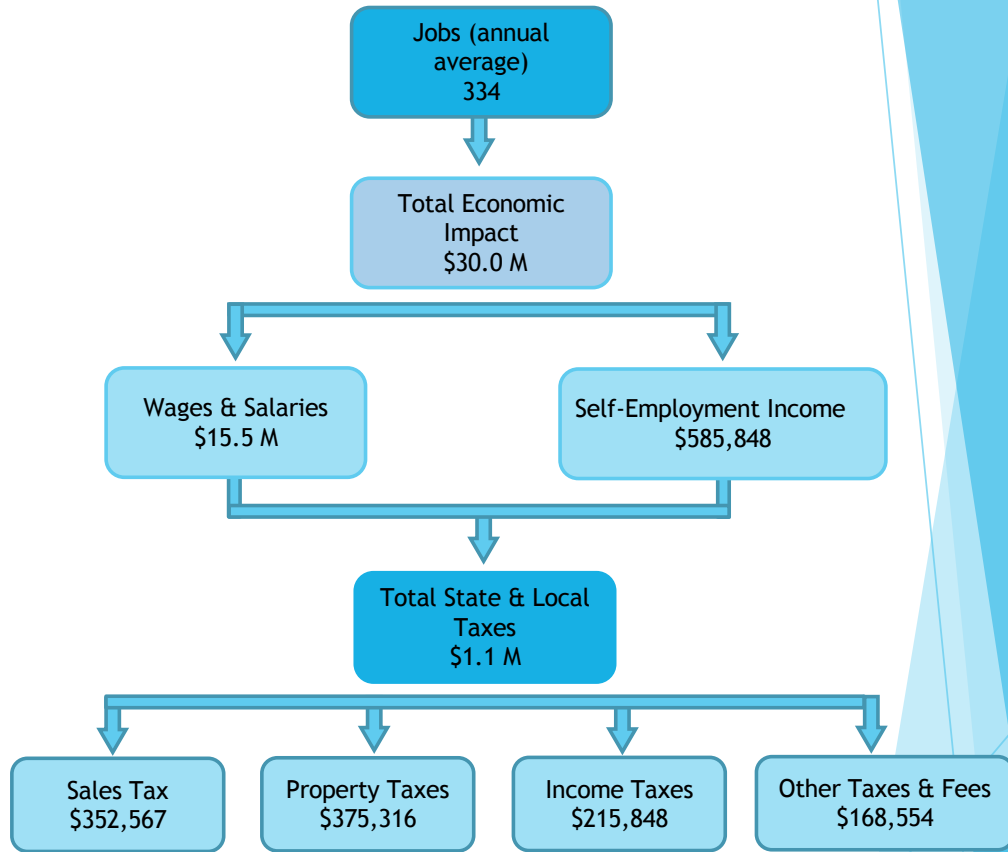 Jobs (annual
average)
334
Total Economic
Impact
$30.0 M
Wages & Salaries
$15.5 M
Self-Employment Income
$585,848
Total State & Local
Taxes
$1.1 M
Sales Tax
$352,567
Property Taxes
$375,316
Income Taxes
$215,848
Other Taxes & Fees
$168,554